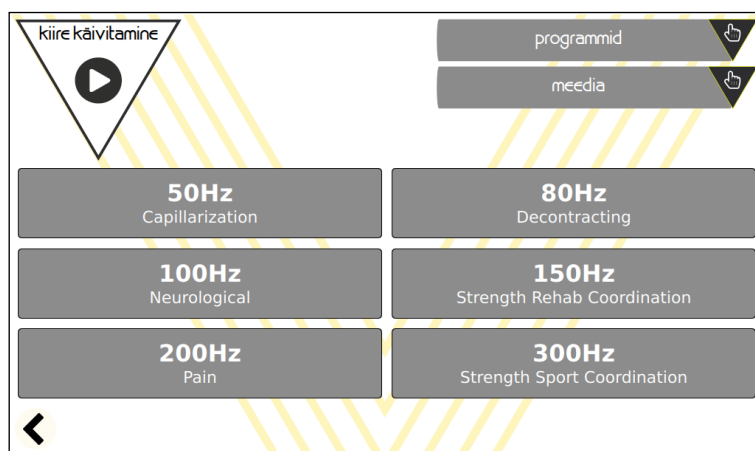 kiire käivitamine
programmid
meedia
50Hz
Capillarization
80Hz
Decontracting
100Hz
Neurological
150Hz
Strength Rehab Coordination
200Hz
Pain
300Hz
Strength Sport Coordination